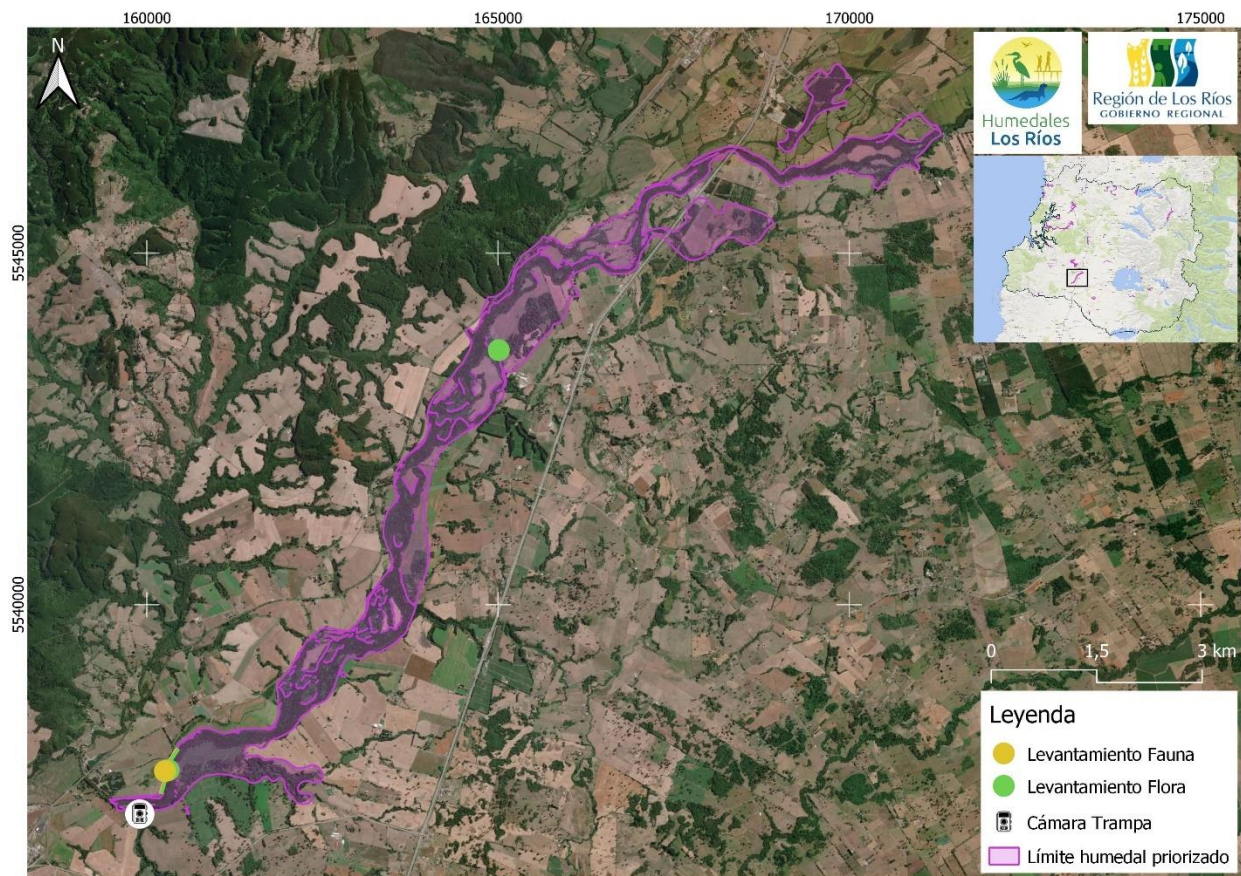 160000
165000
170000
175000
N
Humedales
Los Ríos
Región de Los Ríos
GOBIERNO REGIONAL
5545000
5540000
0
1,5
3 km
Leyenda
Levantamiento Fauna
Levantamiento Flora
Cámara Trampa
Límite humedal priorizado